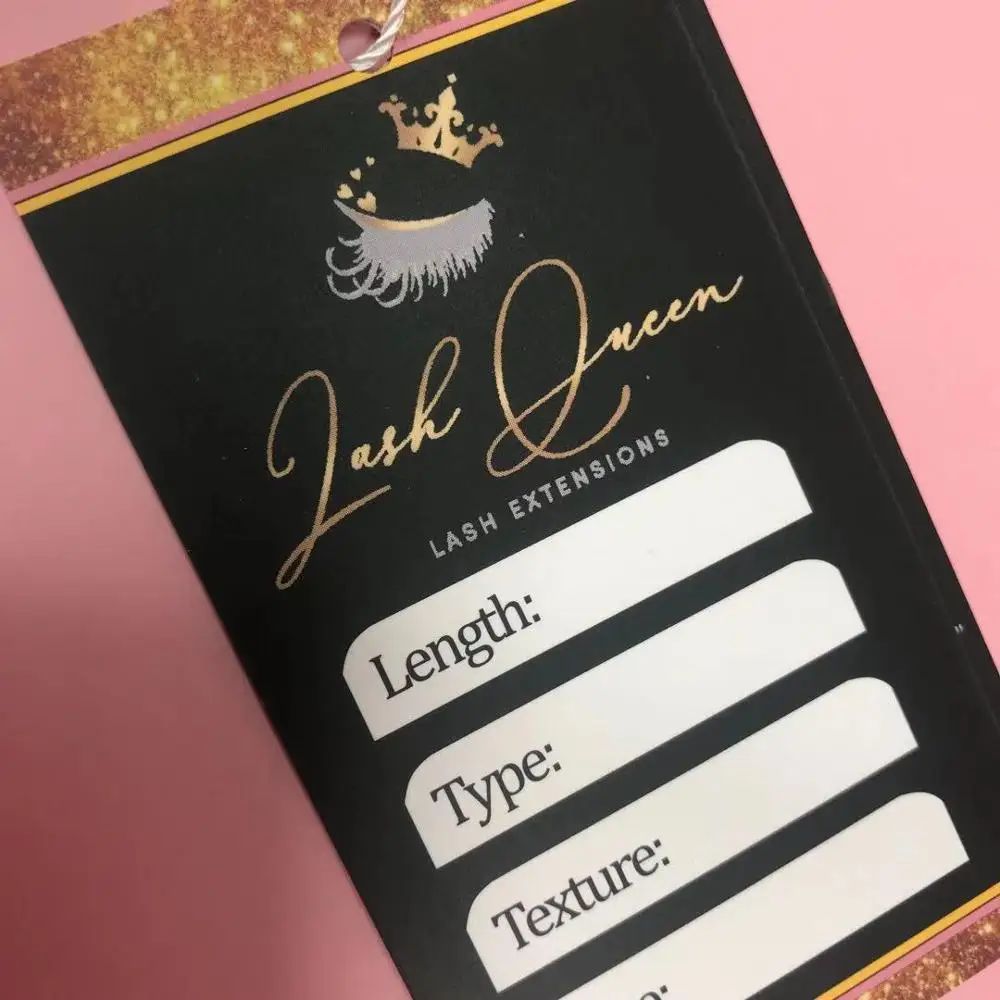 Lash Queen
LASH EXTENSIONS
Length:
Type:
Texture: